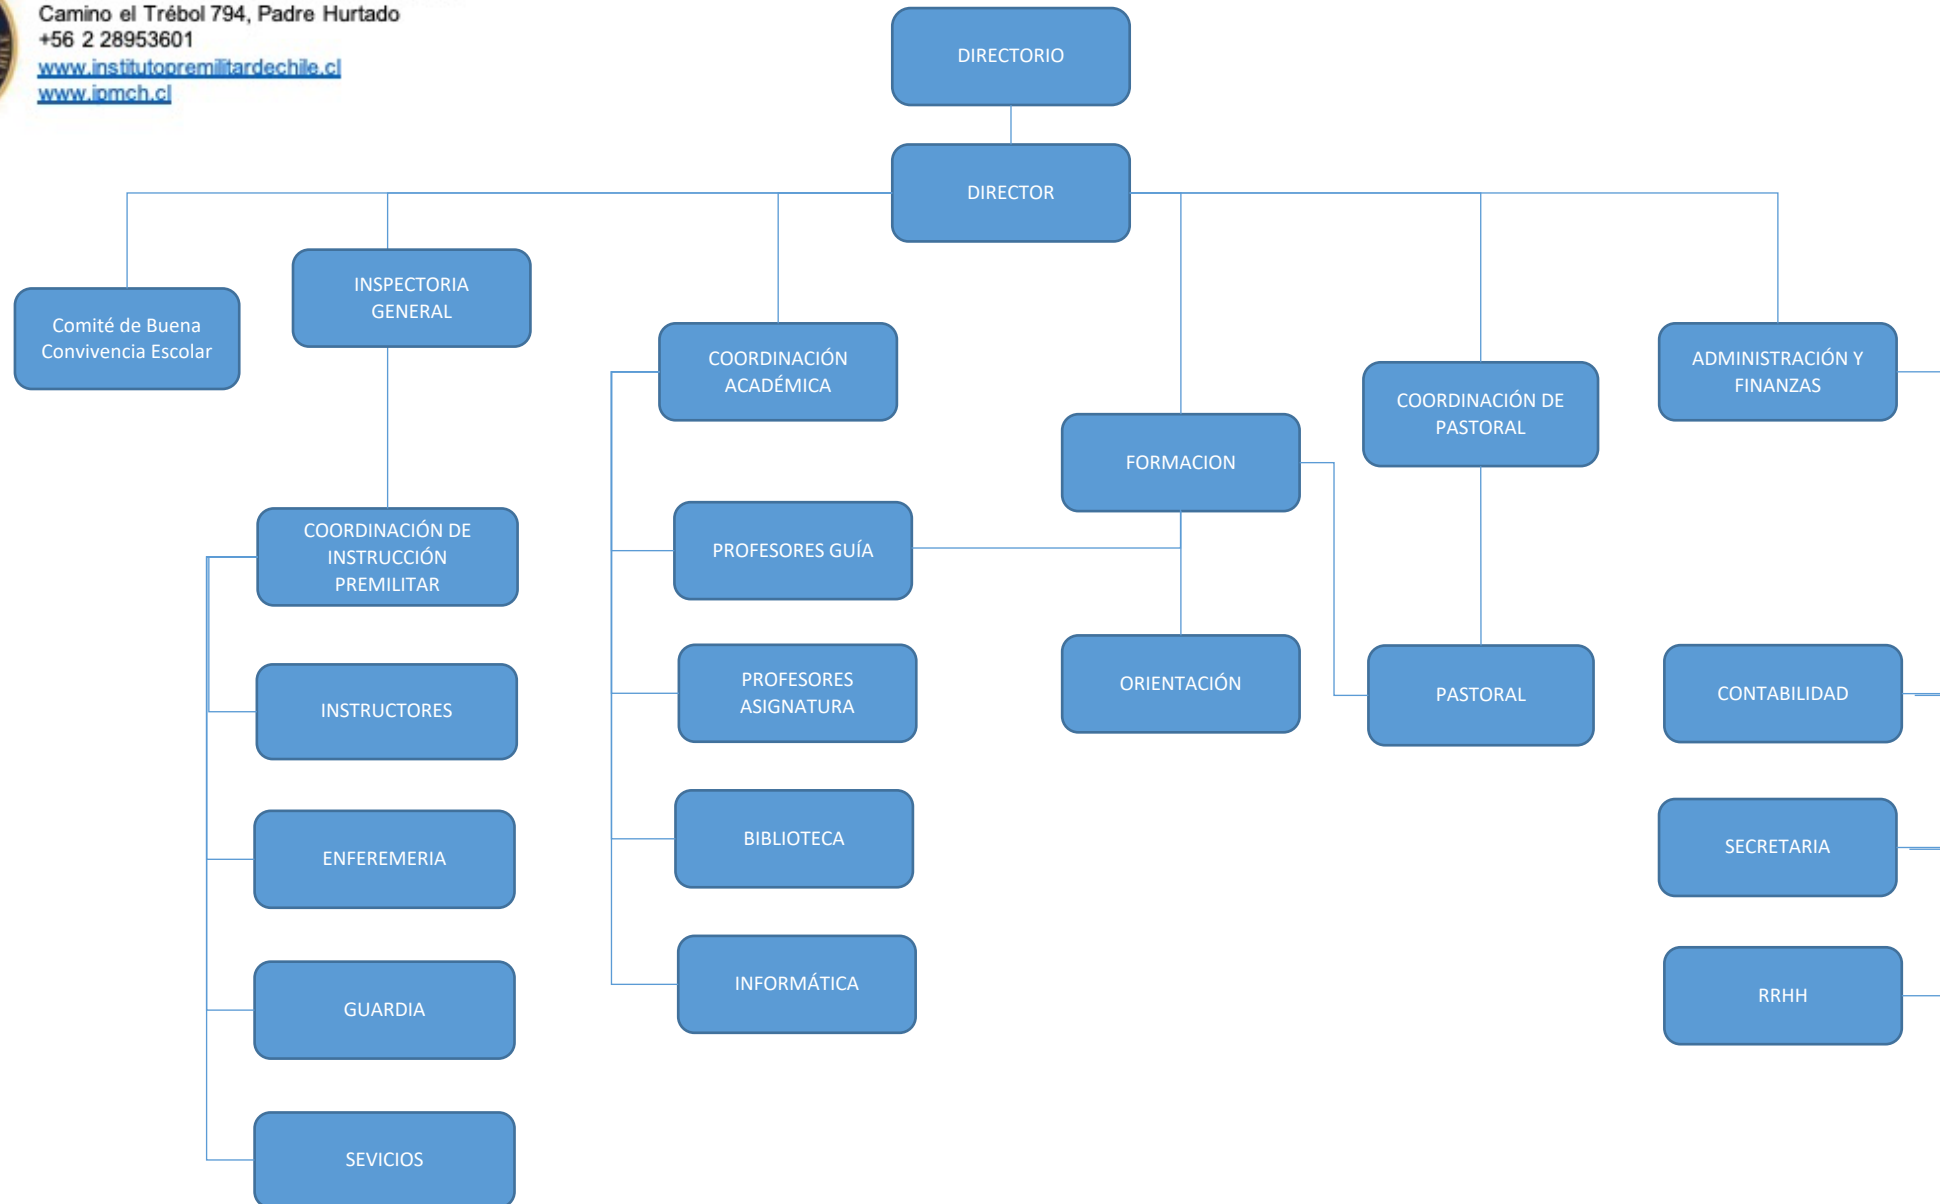 Camino el Trébol 794, Padre Hurtado
+56 2 28953601
www.institutopremilitardechile.cl
www.ipmch.cl
DIRECTORIO
DIRECTOR
Comité de Buena
Convivencia Escolar
INSPECTORIA
GENERAL
COORDINACIÓN
ACADÉMICA
FORMACION
COORDINACIÓN DE
PASTORAL
ADMINISTRACIÓN Y
FINANZAS
COORDINACIÓN DE
INSTRUCCIÓN
PREMILITAR
PROFESORES GUÍA
INSTRUCTORES
PROFESORES
ASIGNATURA
ORIENTACIÓN
PASTORAL
CONTABILIDAD
ENFEREMERIA
BIBLIOTECA
SECRETARIA
GUARDIA
INFORMÁTICA
RRHH
SEVICIOS